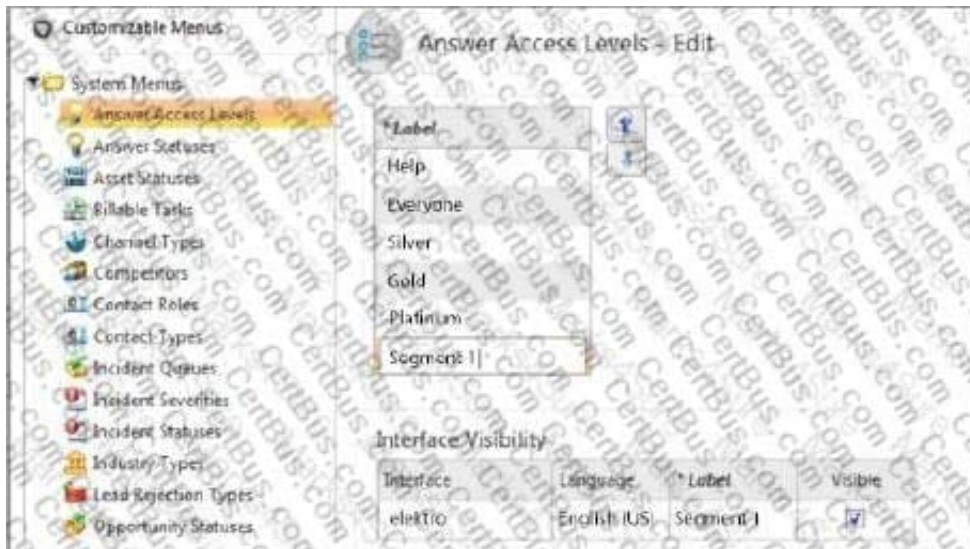 Customizable Menus
Answer Access Levels - Edit
System Menus
Answer Access Levels
Answer Statuses
Asset Statuses
Billable Tasks
Channel Types
Competitors
Contact Roles
Contact Types
Incident Queues
Incident Severities
Incident Statuses
Industry Types
Lead Rejection Types
Opportunity Statuses
*Label
Help
Everyone
Silver
Gold
Platinum
Segment 1
Interface Visibility
Interface Language *Label Visible
elektro English (US) Segment 1
CertBus.com